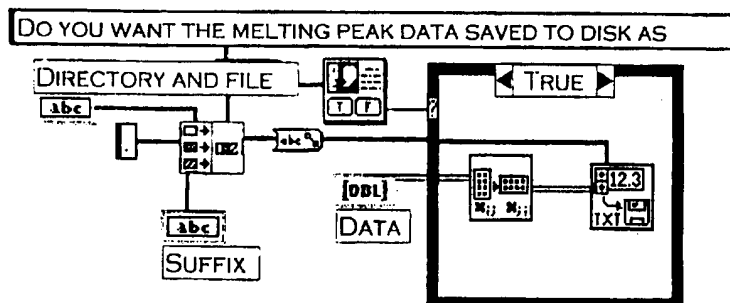 DO YOU WANT THE MELTING PEAK DATA SAVED TO DISK AS
DIRECTORY AND FILE
TRUE
abc
T F
?
abc
12.3
[DBL]
TXT
DATA
abc
SUFFIX